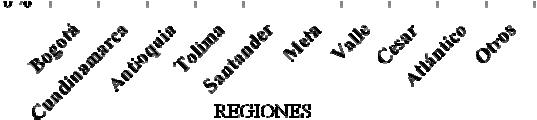 Bogotá
Cundinamarca
Antioquia
Tolima
Santander
Meta
Valle
Cesar
Atlántico
Otros
REGIONES